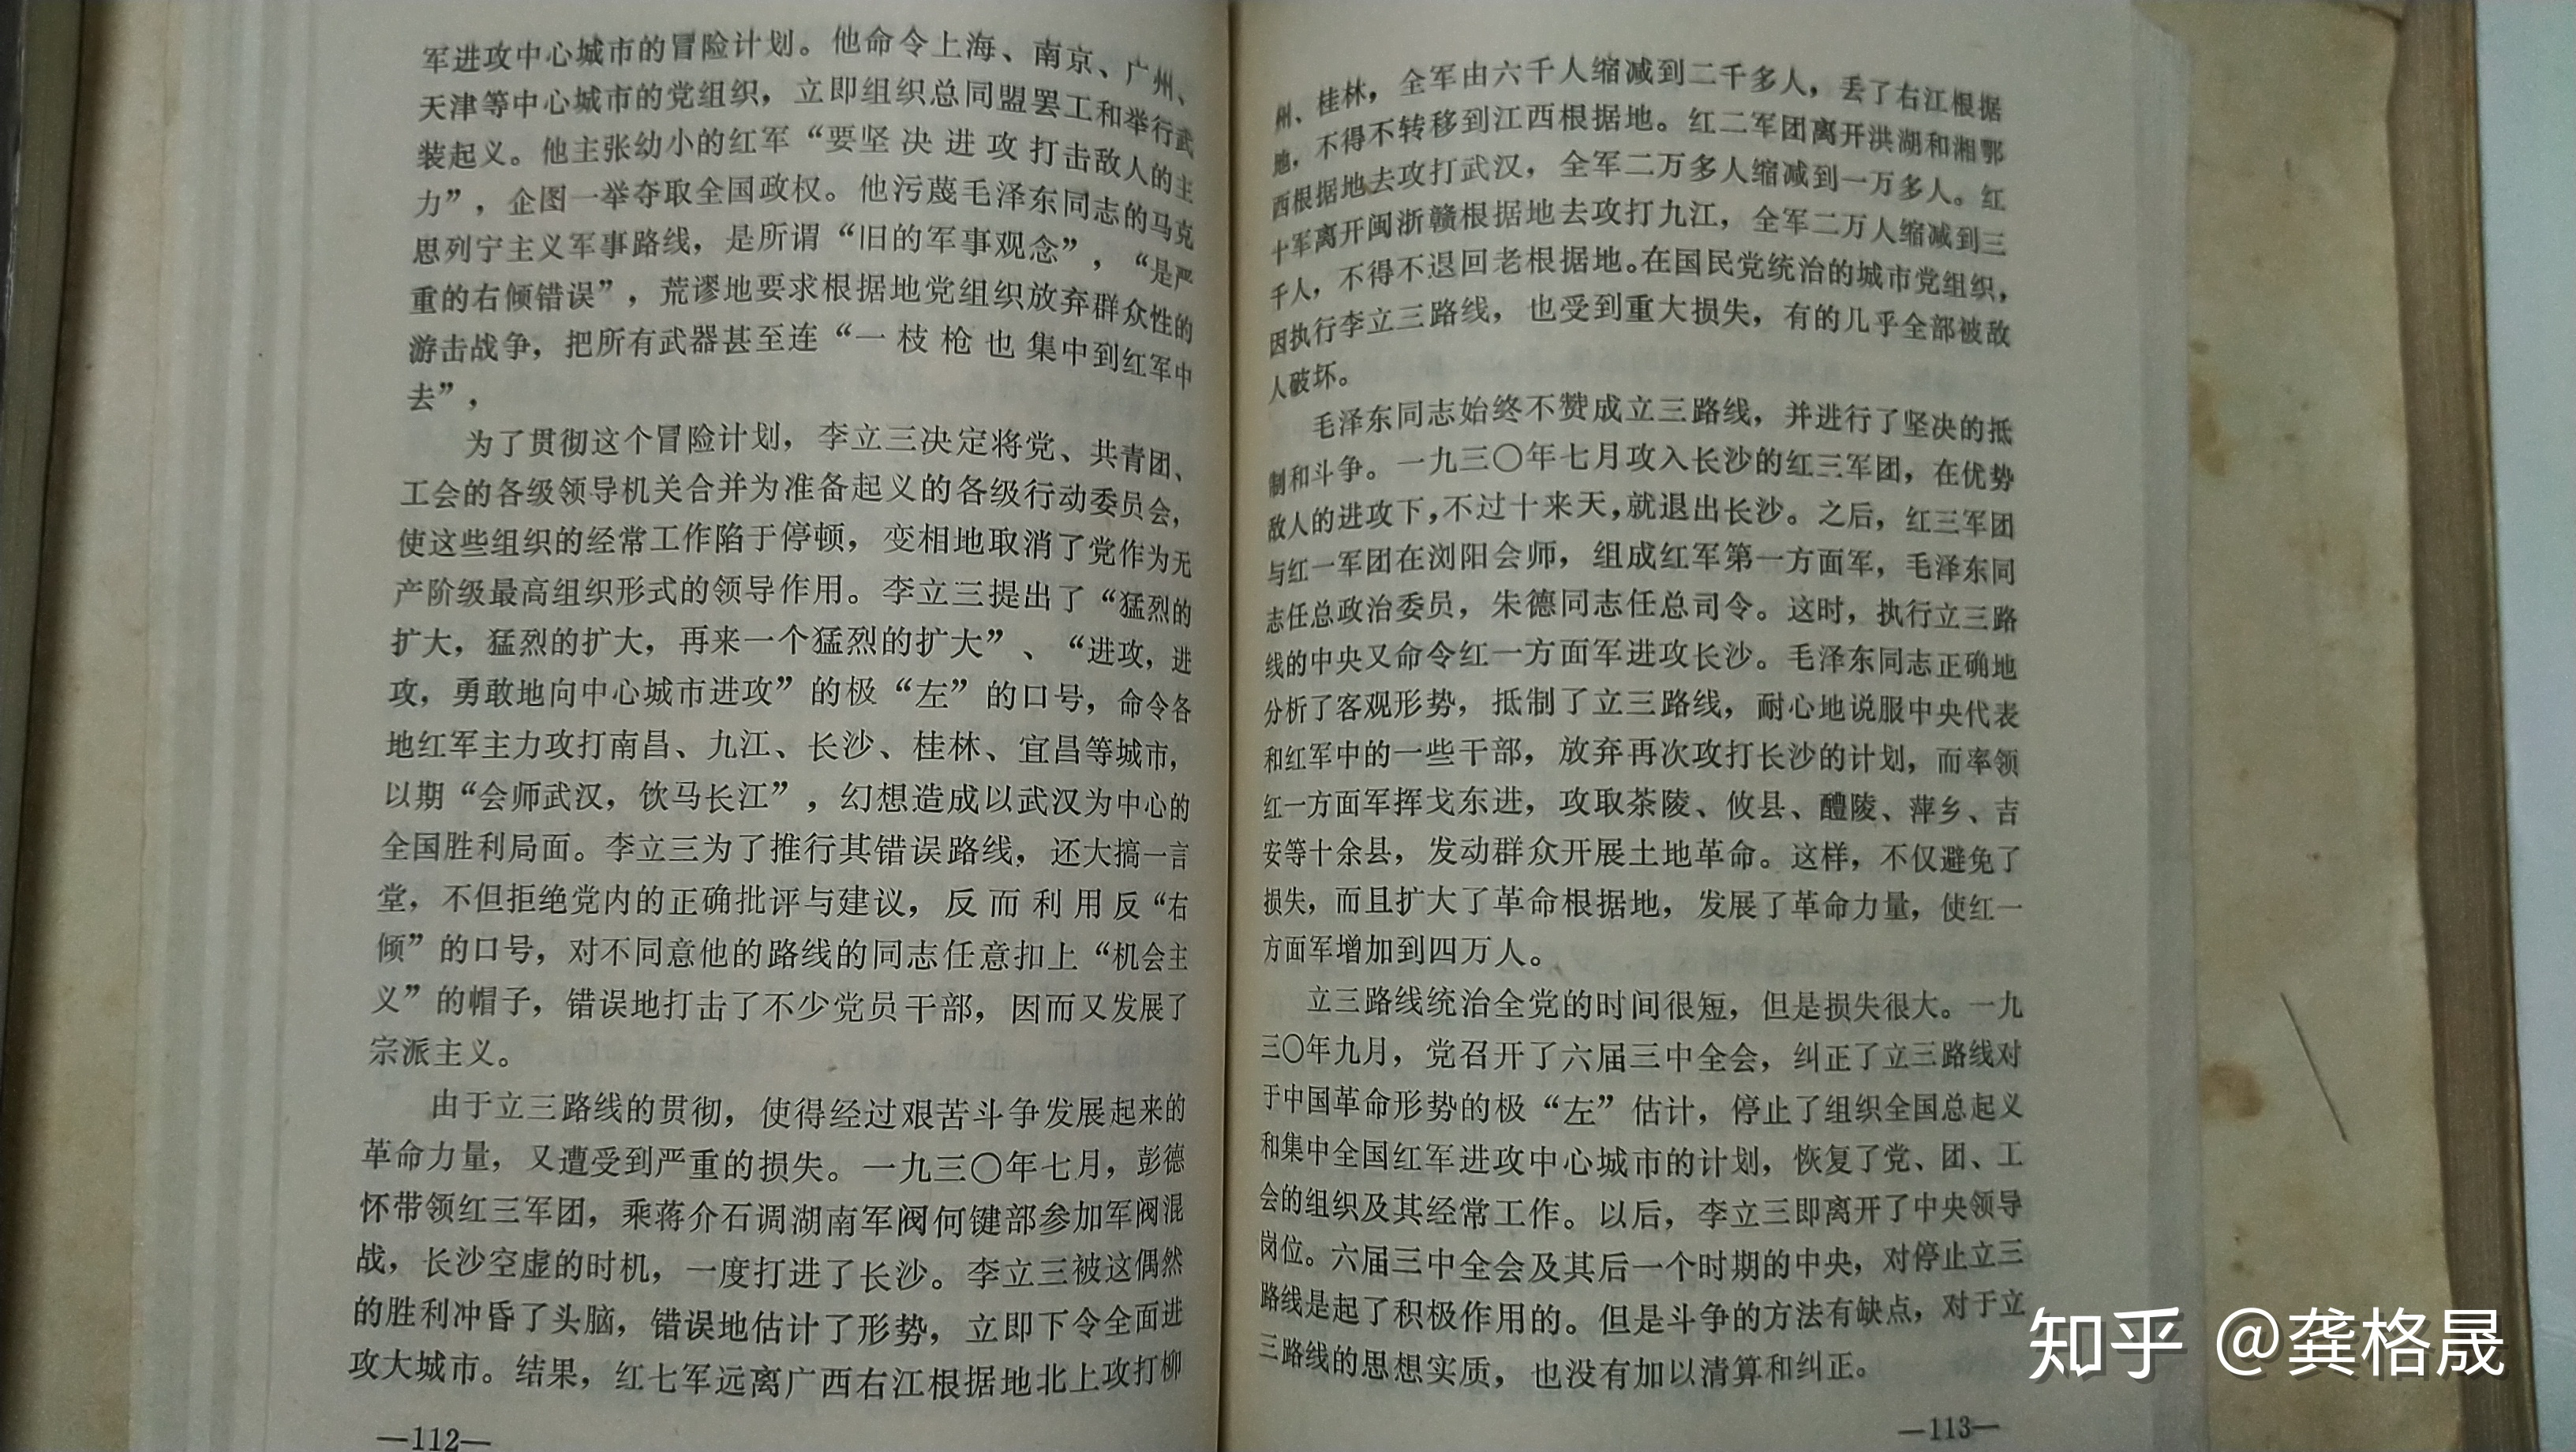 军进攻中心城市的冒险计划。他命令上海、南京、广州、
天津等中心城市的党组织，立即组织总同盟罢工和举行武
装起义。他主张幼小的红军“要坚决进攻打击敌人的主
力”，企图一举夺取全国政权。他污蔑毛泽东同志的马克
思列宁主义军事路线，是所谓“旧的军事观念”，“是严
重的右倾错误”，荒谬地要求根据地党组织放弃群众性的
游击战争，把所有武器甚至连“一枝枪也集中到红军中
去”，
为了贯彻这个冒险计划，李立三决定将党、共青团、
工会的各级领导机关合并为准备起义的各级行动委员会，
使这些组织的经常工作陷于停顿，变相地取消了党作为无
产阶级最高组织形式的领导作用。李立三提出了“猛烈的
扩大，猛烈的扩大，再来一个猛烈的扩大”、“进攻，进
攻，勇敢地向中心城市进攻”的极“左”的口号，命令各
地红军主力攻打南昌、九江、长沙、桂林、宜昌等城市，
以期“会师武汉，饮马长江”，幻想造成以武汉为中心的
全国胜利局面。李立三为了推行其错误路线，还大搞一言
堂，不但拒绝党内的正确批评与建议，反而利用反“右
倾”的口号，对不同意他的路线的同志任意扣上“机会主
义”的帽子，错误地打击了不少党员干部，因而又发展了
宗派主义。
由于立三路线的贯彻，使得经过艰苦斗争发展起来的
革命力量，又遭受到严重的损失。一九三〇年七月，彭德
怀带领红三军团，乘蒋介石调湖南军阀何键部参加军阀混
战，长沙空虚的时机，一度打进了长沙。李立三被这偶然
的胜利冲昏了头脑，错误地估计了形势，立即下令全面进
攻大城市。结果，红七军远离广西右江根据地北上攻打柳
—112—
州、桂林，全军由六千人缩减到二千多人，丢了右江根据
地，不得不转移到江西根据地。红二军团离开洪湖和湘鄂
西根据地去攻打武汉，全军二万多人缩减到一万多人。红
十军离开闽浙赣根据地去攻打九江，全军二万人缩减到三
千人，不得不退回老根据地。在国民党统治的城市党组织，
因执行李立三路线，也受到重大损失，有的几乎全部被敌
人破坏。
毛泽东同志始终不赞成立三路线，并进行了坚决的抵
制和斗争。一九三〇年七月攻入长沙的红三军团，在优势
敌人的进攻下，不过十来天，就退出长沙。之后，红三军团
与红一军团在浏阳会师，组成红军第一方面军，毛泽东同
志任总政治委员，朱德同志任总司令。这时，执行立三路
线的中央又命令红一方面军进攻长沙。毛泽东同志正确地
分析了客观形势，抵制了立三路线，耐心地说服中央代表
和红军中的一些干部，放弃再次攻打长沙的计划，而率领
红一方面军挥戈东进，攻取茶陵、攸县、醴陵、萍乡、吉
安等十余县，发动群众开展土地革命。这样，不仅避免了
损失，而且扩大了革命根据地，发展了革命力量，使红一
方面军增加到四万人。
立三路线统治全党的时间很短，但是损失很大。一九
三〇年九月，党召开了六届三中全会，纠正了立三路线对
于中国革命形势的极“左”估计，停止了组织全国总起义
和集中全国红军进攻中心城市的计划，恢复了党、团、工
会的组织及其经常工作。以后，李立三即离开了中央领导
岗位。六届三中全会及其后一个时期的中央，对停止立三
路线是起了积极作用的。但是斗争的方法有缺点，对于立
三路线的思想实质，也没有加以清算和纠正。
—113—
知乎 @龚格晟